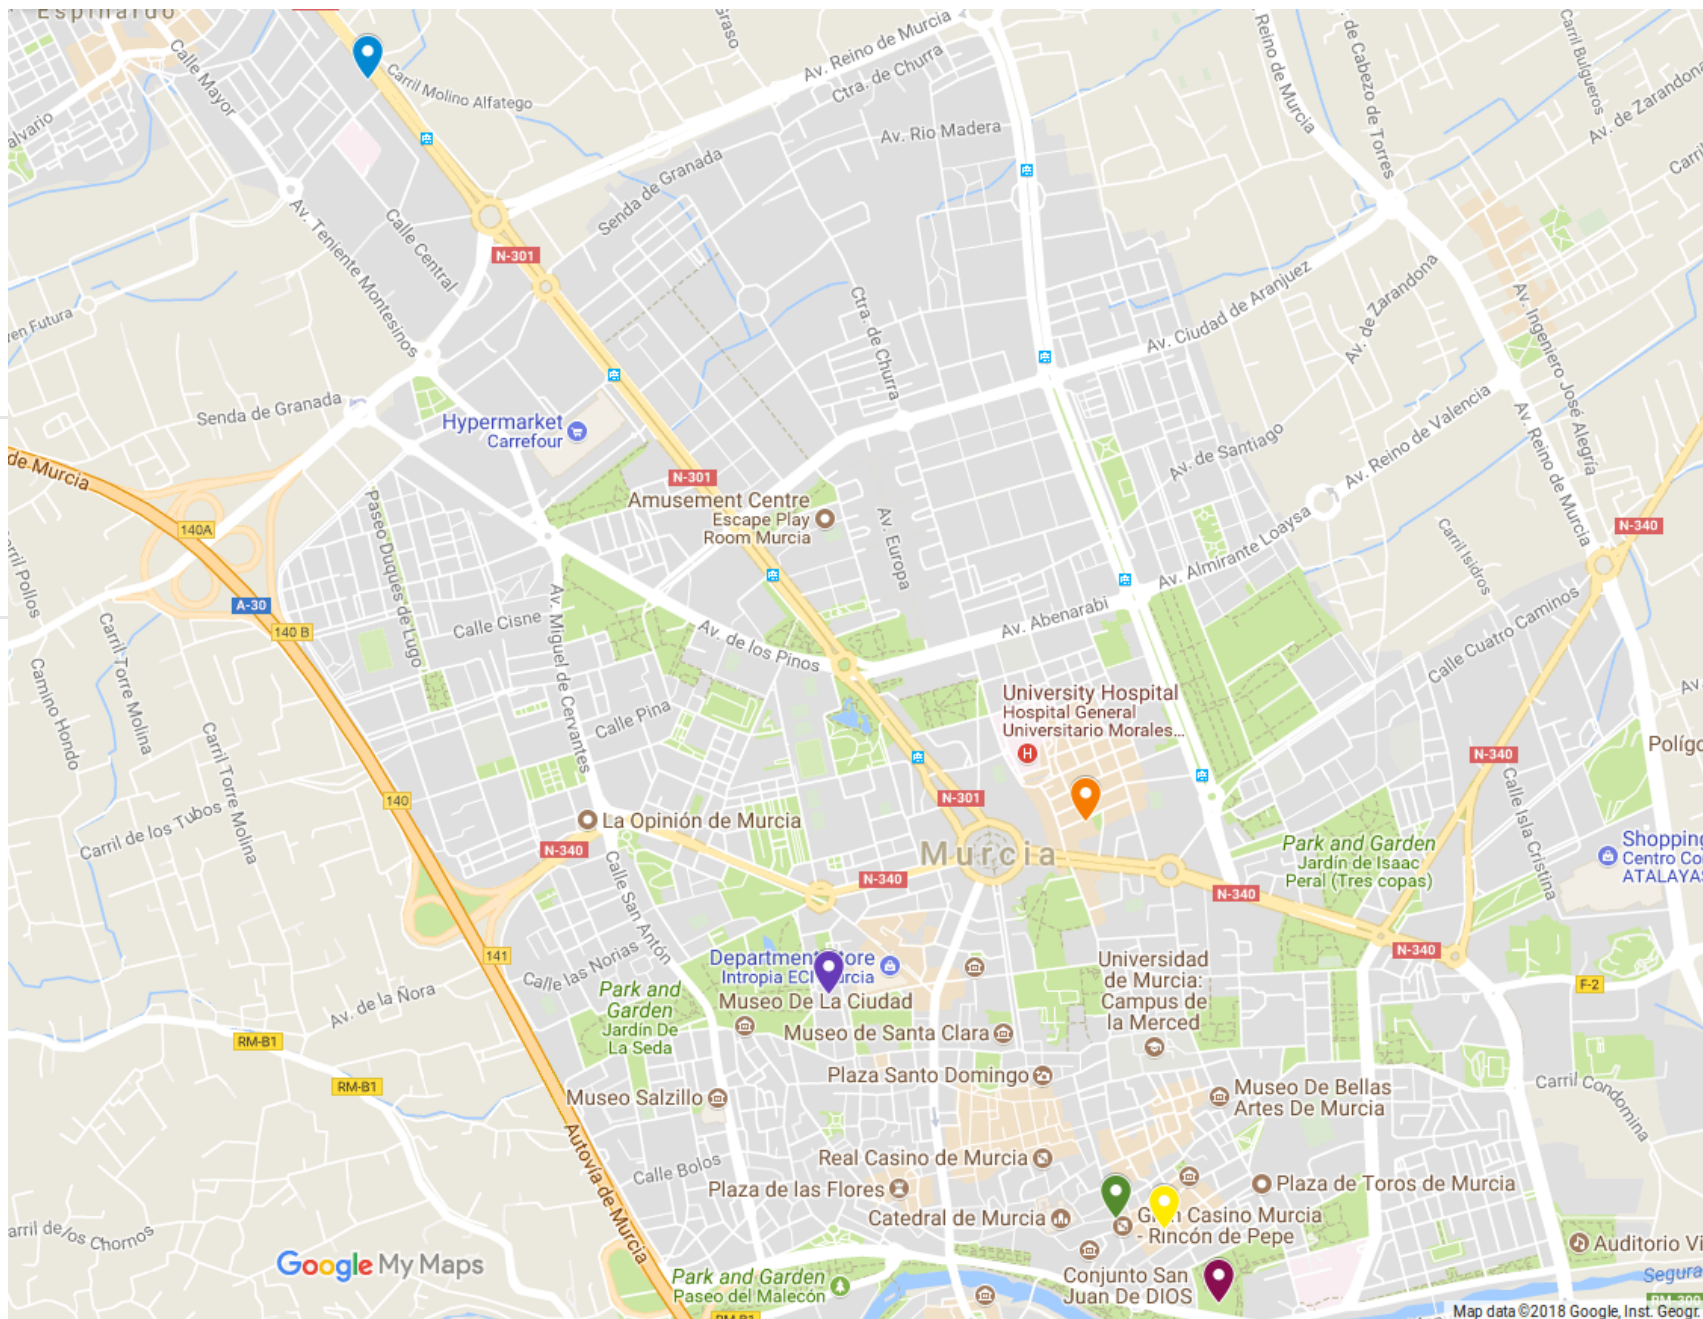 Espinardo
Calle Mayor
Carril Molino Alfatego
Av. Reino de Murcia
Ctra. de Churra
Av. Rio Madera
Reino de Murcia
de Cabezo de Torres
Carril Bulgueros
Av. de Zarandona
Senda de Granada
Calle Central
Av. Teniente Montesinos
N-301
Ctra. de Churra
Av. Ciudad de Aranjuez
Av. de Zarandona
Av. Ingeniero José Alegría
Senda de Granada
Hypermarket
Carrefour
de Murcia
N-301
Amusement Centre
Escape Play
Room Murcia
Av. de Santiago
Av. Reino de Valencia
Av. Reino de Murcia
140A
Paseo Duques de Lugo
Av Europa
Av. Almirante Loaysa
Carril Isidros
N-340
A-30
140 B
Calle Cisne
Av. Miguel de Cervantes
Av. de los Pinos
Av. Abenarabi
Calle Cuatro Caminos
Camino Hondo
Carril Torre Molina
Carril Torre Molina
Calle Pina
University Hospital
Hospital General
Universitario Morales...
H
N-340
Polígo
140
N-301
Carril de los Tubos
La Opinión de Murcia
N-340
Murcia
Park and Garden
Jardín de Isaac
Peral (Tres copas)
Calle Isla Cristina
Shopping
Centro Co
ATALAYAS
N-340
N-340
N-340
Calle San Antón
141
Calle las Norias
Department Store
Intropia ECI Murcia
Museo De La Ciudad
Universidad
de Murcia:
Campus de
la Merced
F-2
Av. de la Ñora
Park and
Garden
Jardín De
La Seda
Museo de Santa Clara
RM-B1
RM-B1
Plaza Santo Domingo
Museo Salzillo
Museo De Bellas
Artes De Murcia
Carril Condomina
Autovía de Murcia
Calle Bolos
Real Casino de Murcia
Plaza de las Flores
Plaza de Toros de Murcia
Catedral de Murcia
Gran Casino Murcia
- Rincón de Pepe
Auditorio Ví
Google My Maps
Park and Garden
Paseo del Malecón
Conjunto San
Juan De DIOS
Segura
RM-300
RM-B1
Map data ©2018 Google, Inst. Geogr.